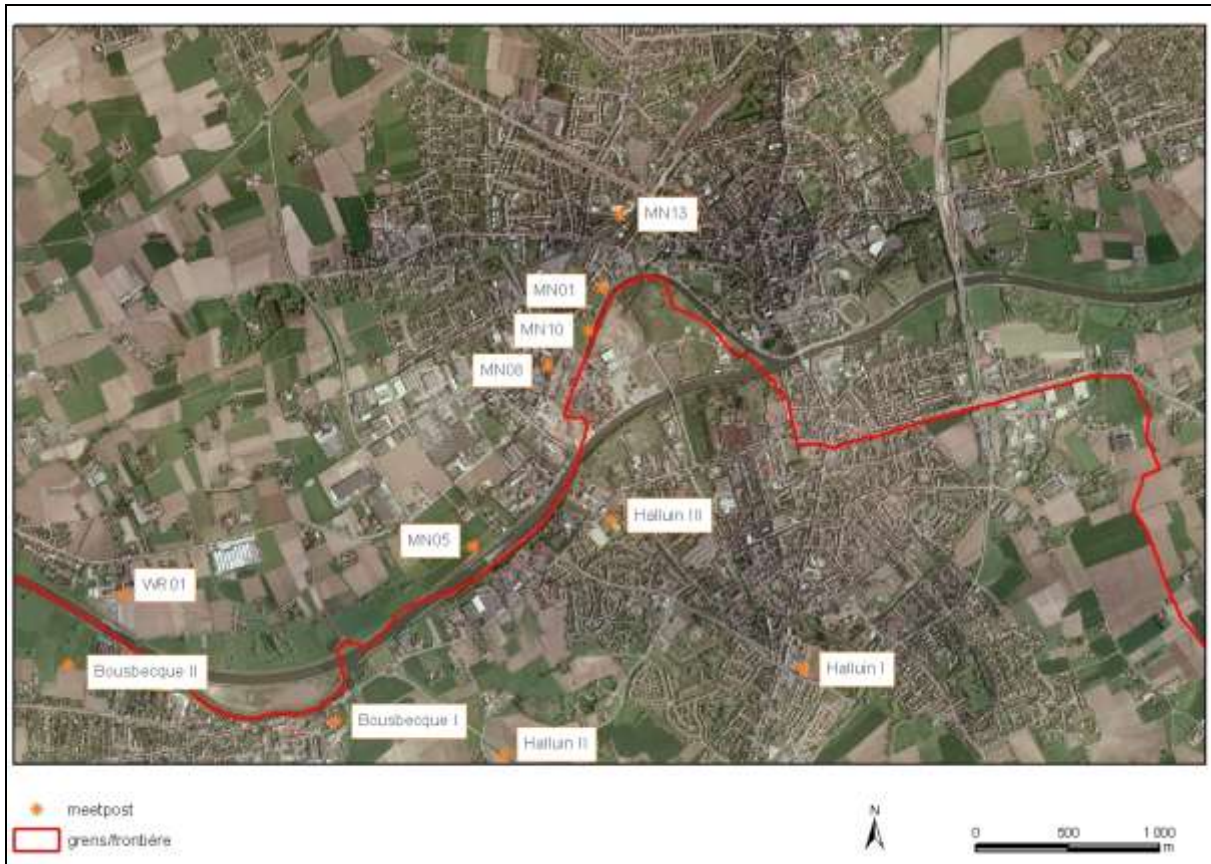 MN13
MN01
MN10
MN08
Halluin III
MN05
WR01
Bousbecque II
Halluin I
Bousbecque I
Halluin II
meetpost
grens/frontière
N
0 500 1 000
m